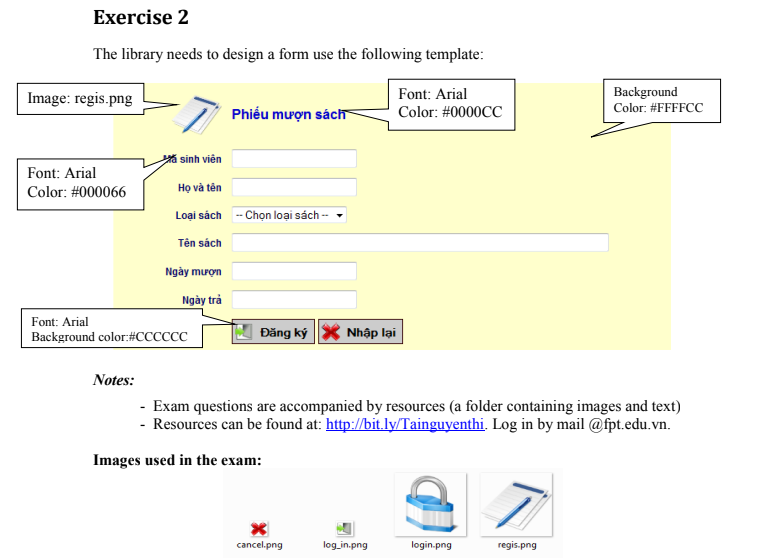 Exercise 2
The library needs to design a form use the following template:
Image: regis.png
Phiếu mượn sách
Font: Arial
Color: #0000CC
Background
Color: #FFFFCC
Mã sinh viên
Font: Arial
Color: #000066
Họ và tên
Loại sách -- Chọn loại sách --
Tên sách
Ngày mượn
Ngày trả
Font: Arial
Background color:#CCCCCC
Đăng ký Nhập lại
Notes:
- Exam questions are accompanied by resources (a folder containing images and text)
- Resources can be found at: http://bit.ly/Tainguyenthi. Log in by mail @fpt.edu.vn.
Images used in the exam:
cancel.png log_in.png login.png regis.png